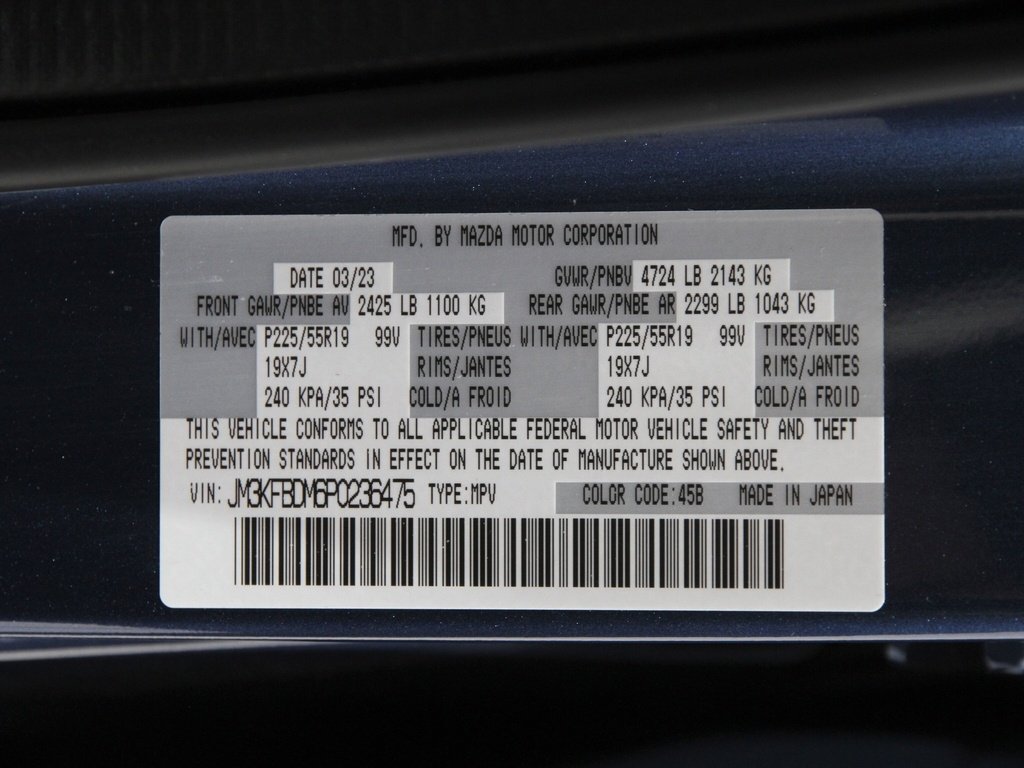 MFD. BY MAZDA MOTOR CORPORATION
DATE 03/23 GVWR/PNBV 4724 LB 2143 KG
FRONT GAWR/PNBE AV 2425 LB 1100 KG REAR GAWR/PNBE AR 2299 LB 1043 KG
WITH/AVEC P225/55R19 99V TIRES/PNEUS WITH/AVEC P225/55R19 99V TIRES/PNEUS
19X7J RIMS/JANTES 19X7J RIMS/JANTES
240 KPA/35 PSI COLD/A FROID 240 KPA/35 PSI COLD/A FROID
THIS VEHICLE CONFORMS TO ALL APPLICABLE FEDERAL MOTOR VEHICLE SAFETY AND THEFT
PREVENTION STANDARDS IN EFFECT ON THE DATE OF MANUFACTURE SHOWN ABOVE.
VIN: JM3KFBDM6P0236475 TYPE:MPV COLOR CODE:45B MADE IN JAPAN